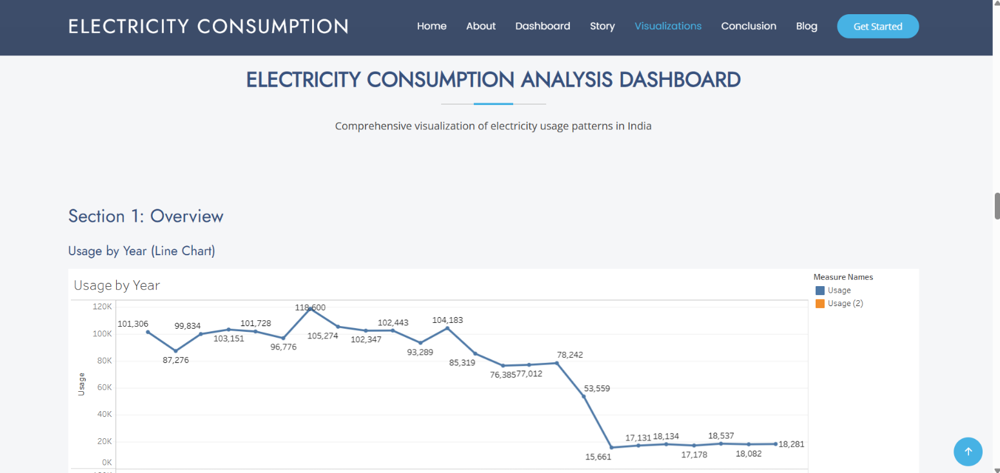 ELECTRICITY CONSUMPTION
Home About Dashboard Story Visualizations Conclusion Blog Get Started
ELECTRICITY CONSUMPTION ANALYSIS DASHBOARD
Comprehensive visualization of electricity usage patterns in India
Section 1: Overview
Usage by Year (Line Chart)
Usage by Year
Measure Names
Usage
Usage (2)
Usage
120K
100K
80K
60K
40K
20K
0K
101,306
87,276
99,834
103,151
101,728
96,776
118,600
105,274
102,347
102,443
93,289
104,183
85,319
76,385
77,012
78,242
53,559
15,661
17,131
18,134
17,178
18,537
18,082
18,281